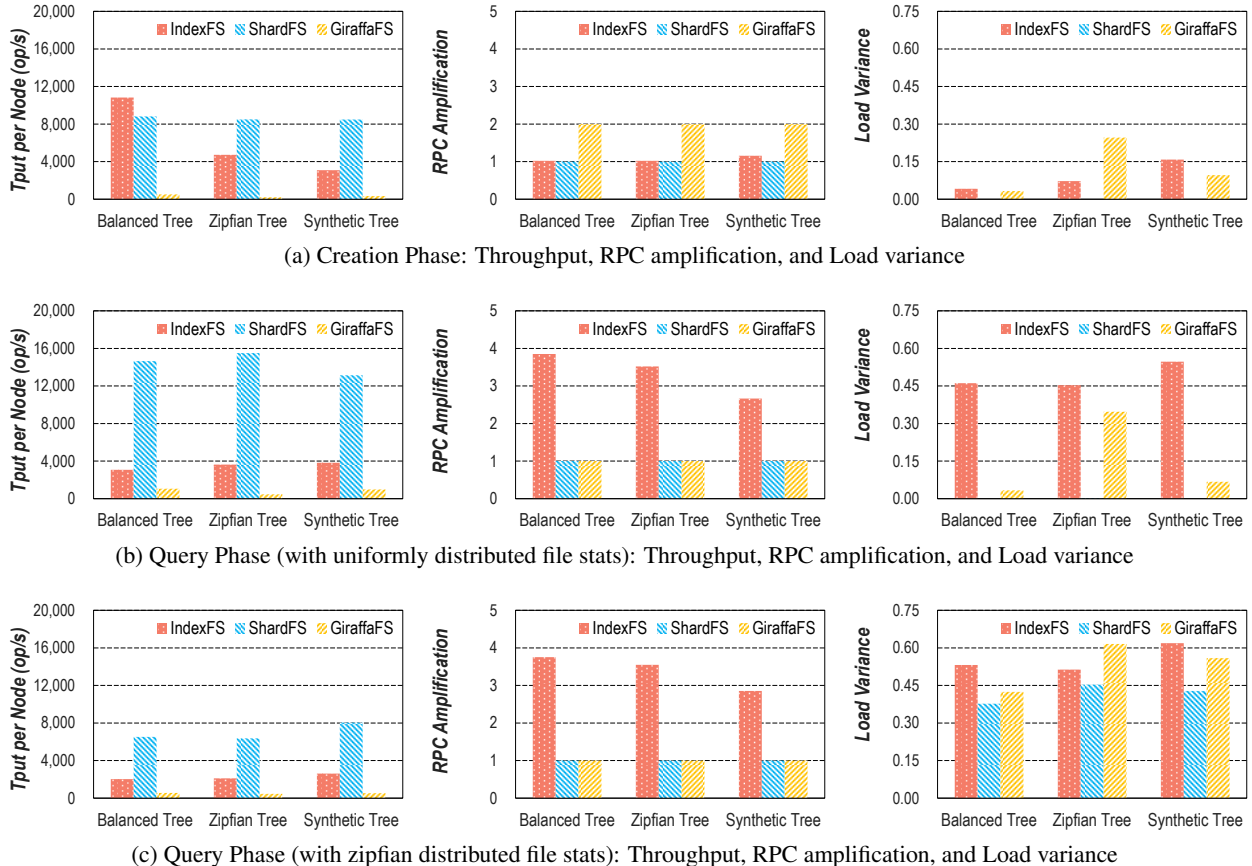 Tput per Node (op/s)
20,000
16,000
12,000
8,000
4,000
0
IndexFS ShardFS GiraffaFS
Balanced Tree Zipfian Tree Synthetic Tree
RPC Amplification
5
4
3
2
1
0
IndexFS ShardFS GiraffaFS
Balanced Tree Zipfian Tree Synthetic Tree
Load Variance
0.75
0.60
0.45
0.30
0.15
0.00
IndexFS ShardFS GiraffaFS
Balanced Tree Zipfian Tree Synthetic Tree
(a) Creation Phase: Throughput, RPC amplification, and Load variance
Tput per Node (op/s)
20,000
16,000
12,000
8,000
4,000
0
IndexFS ShardFS GiraffaFS
Balanced Tree Zipfian Tree Synthetic Tree
RPC Amplification
5
4
3
2
1
0
IndexFS ShardFS GiraffaFS
Balanced Tree Zipfian Tree Synthetic Tree
Load Variance
0.75
0.60
0.45
0.30
0.15
0.00
IndexFS ShardFS GiraffaFS
Balanced Tree Zipfian Tree Synthetic Tree
(b) Query Phase (with uniformly distributed file stats): Throughput, RPC amplification, and Load variance
Tput per Node (op/s)
20,000
16,000
12,000
8,000
4,000
0
IndexFS ShardFS GiraffaFS
Balanced Tree Zipfian Tree Synthetic Tree
RPC Amplification
5
4
3
2
1
0
IndexFS ShardFS GiraffaFS
Balanced Tree Zipfian Tree Synthetic Tree
Load Variance
0.75
0.60
0.45
0.30
0.15
0.00
IndexFS ShardFS GiraffaFS
Balanced Tree Zipfian Tree Synthetic Tree
(c) Query Phase (with zipfian distributed file stats): Throughput, RPC amplification, and Load variance